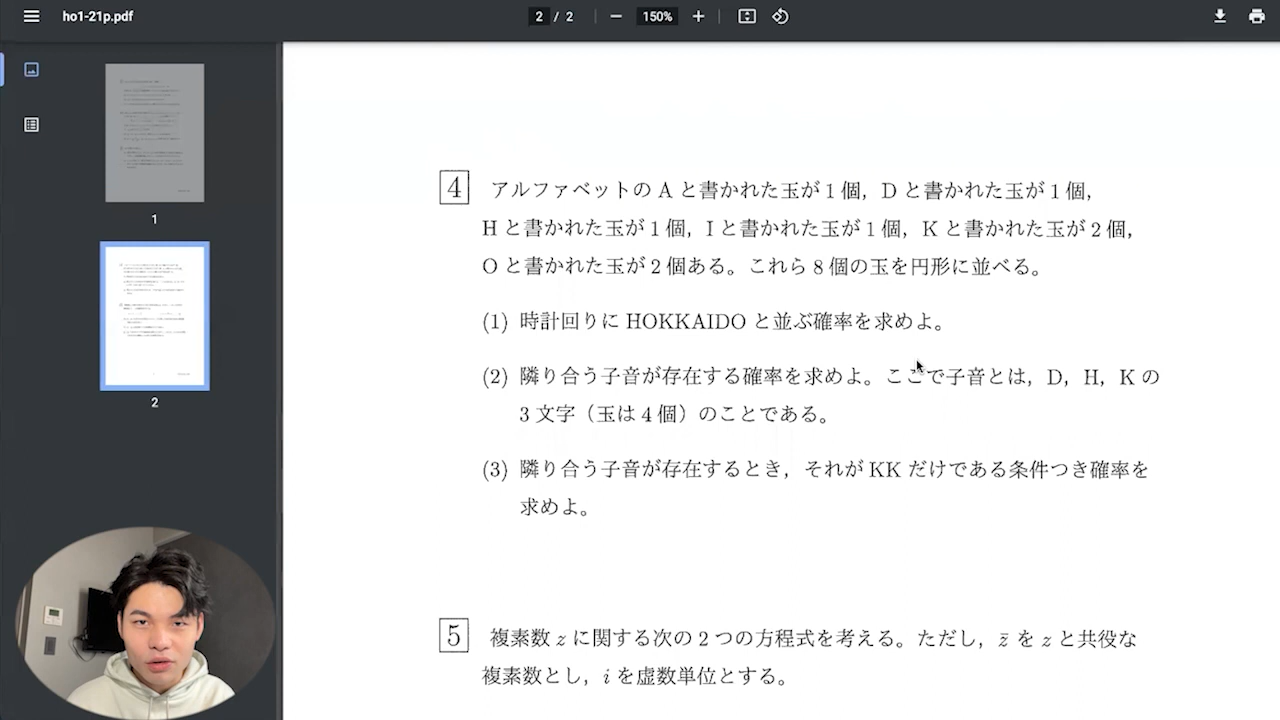 ho1-21p.pdf
2 / 2
150%
1
2
4 アルファベットの A と書かれた玉が 1 個，D と書かれた玉が 1 個，
H と書かれた玉が 1 個，I と書かれた玉が 1 個，K と書かれた玉が 2 個，
O と書かれた玉が 2 個ある。これら 8 個の玉を円形に並べる。
(1) 時計回りに HOKKAIDO と並ぶ確率を求めよ。
(2) 隣り合う子音が存在する確率を求めよ。ここで子音とは，D，H，K の
3 文字（玉は 4 個）のことである。
(3) 隣り合う子音が存在するとき，それが KK だけである条件つき確率を
求めよ。
5 複素数 z に関する次の 2 つの方程式を考える。ただし，z̄ を z と共役な
複素数とし，i を虚数単位とする。